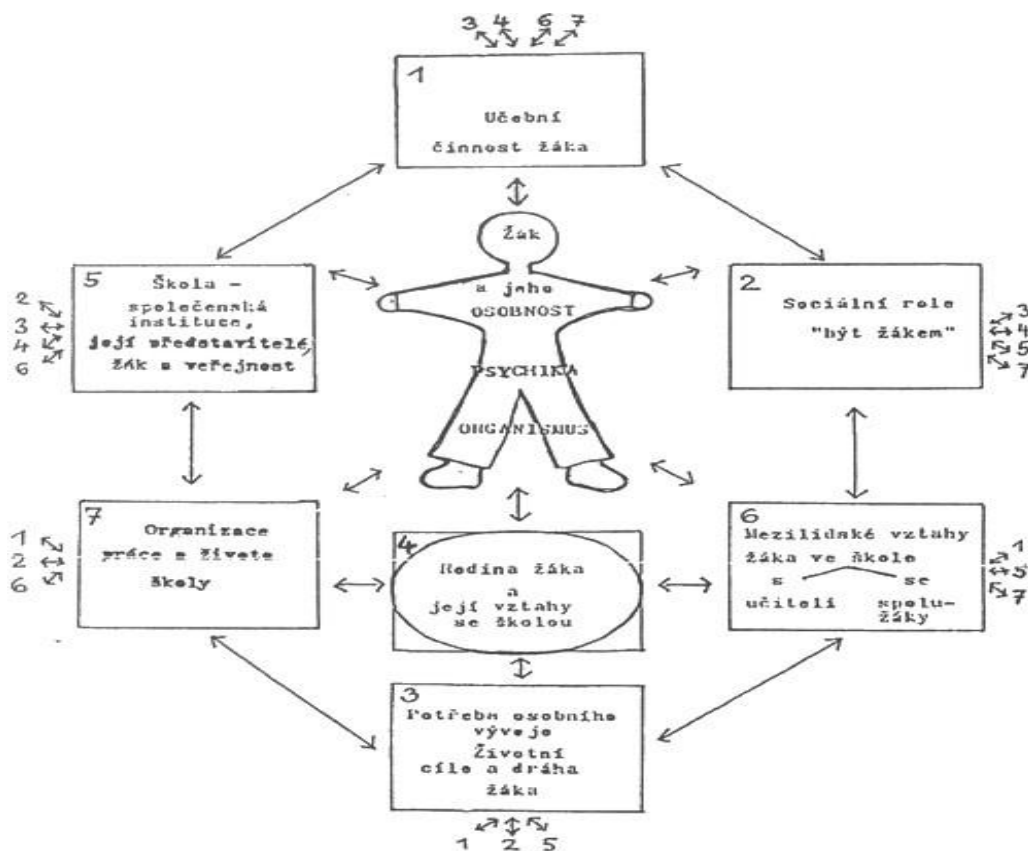 3 4 6 7
1
Učební
činnost žáka
Žák
a jeho
OSOBNOST
PSYCHIKA
ORGANISMUS
5
Škola –
společenská
instituce,
její představitelé,
žák a veřejnost
2
3
4
6
2
Sociální role
"být žákem"
3
4
5
7
7
Organizace
práce a života
školy
1
2
6
4
Rodina žáka
a
její vztahy
se školou
6
Mezilidské vztahy
žáka ve škole
s se
učiteli spolu-
žáky
1
5
7
3
Potřeba osobního
vývoje
Životní
cíle a dráha
žáka
1 2 5